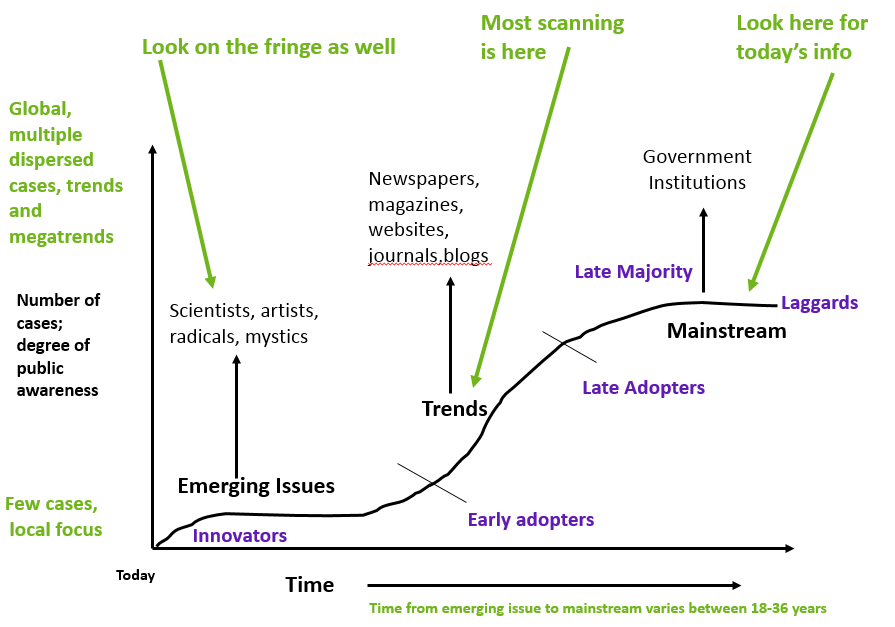 Look on the fringe as well
Most scanning
is here
Look here for
today's info
Global,
multiple
dispersed
cases, trends
and
megatrends
Newspapers,
magazines,
websites,
journals,blogs
Government
Institutions
Number of
cases;
degree of
public
awareness
Scientists, artists,
radicals, mystics
Late Majority
Laggards
Mainstream
Late Adopters
Trends
Emerging Issues
Few cases,
local focus
Innovators
Early adopters
Today
Time
Time from emerging issue to mainstream varies between 18-36 years